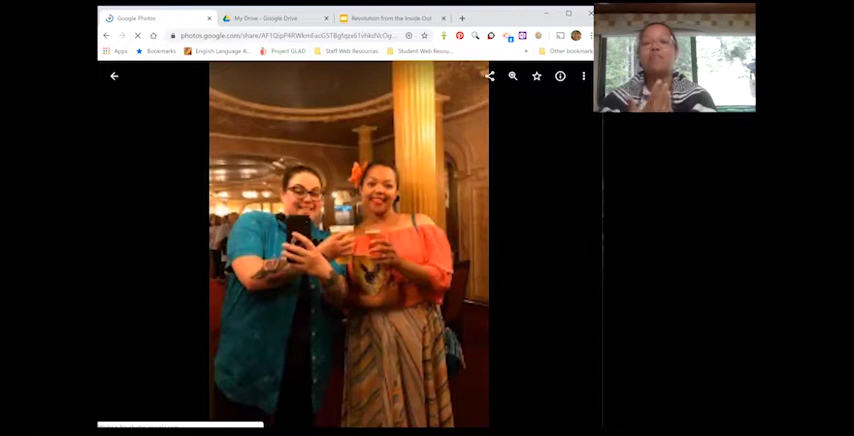 Google Photos
My Drive - Google Drive
Revolution from the Inside Out
Apps
Bookmarks
English Language A...
Project GLAD
Staff Web Resources
Student Web Resou...
Other bookmarks